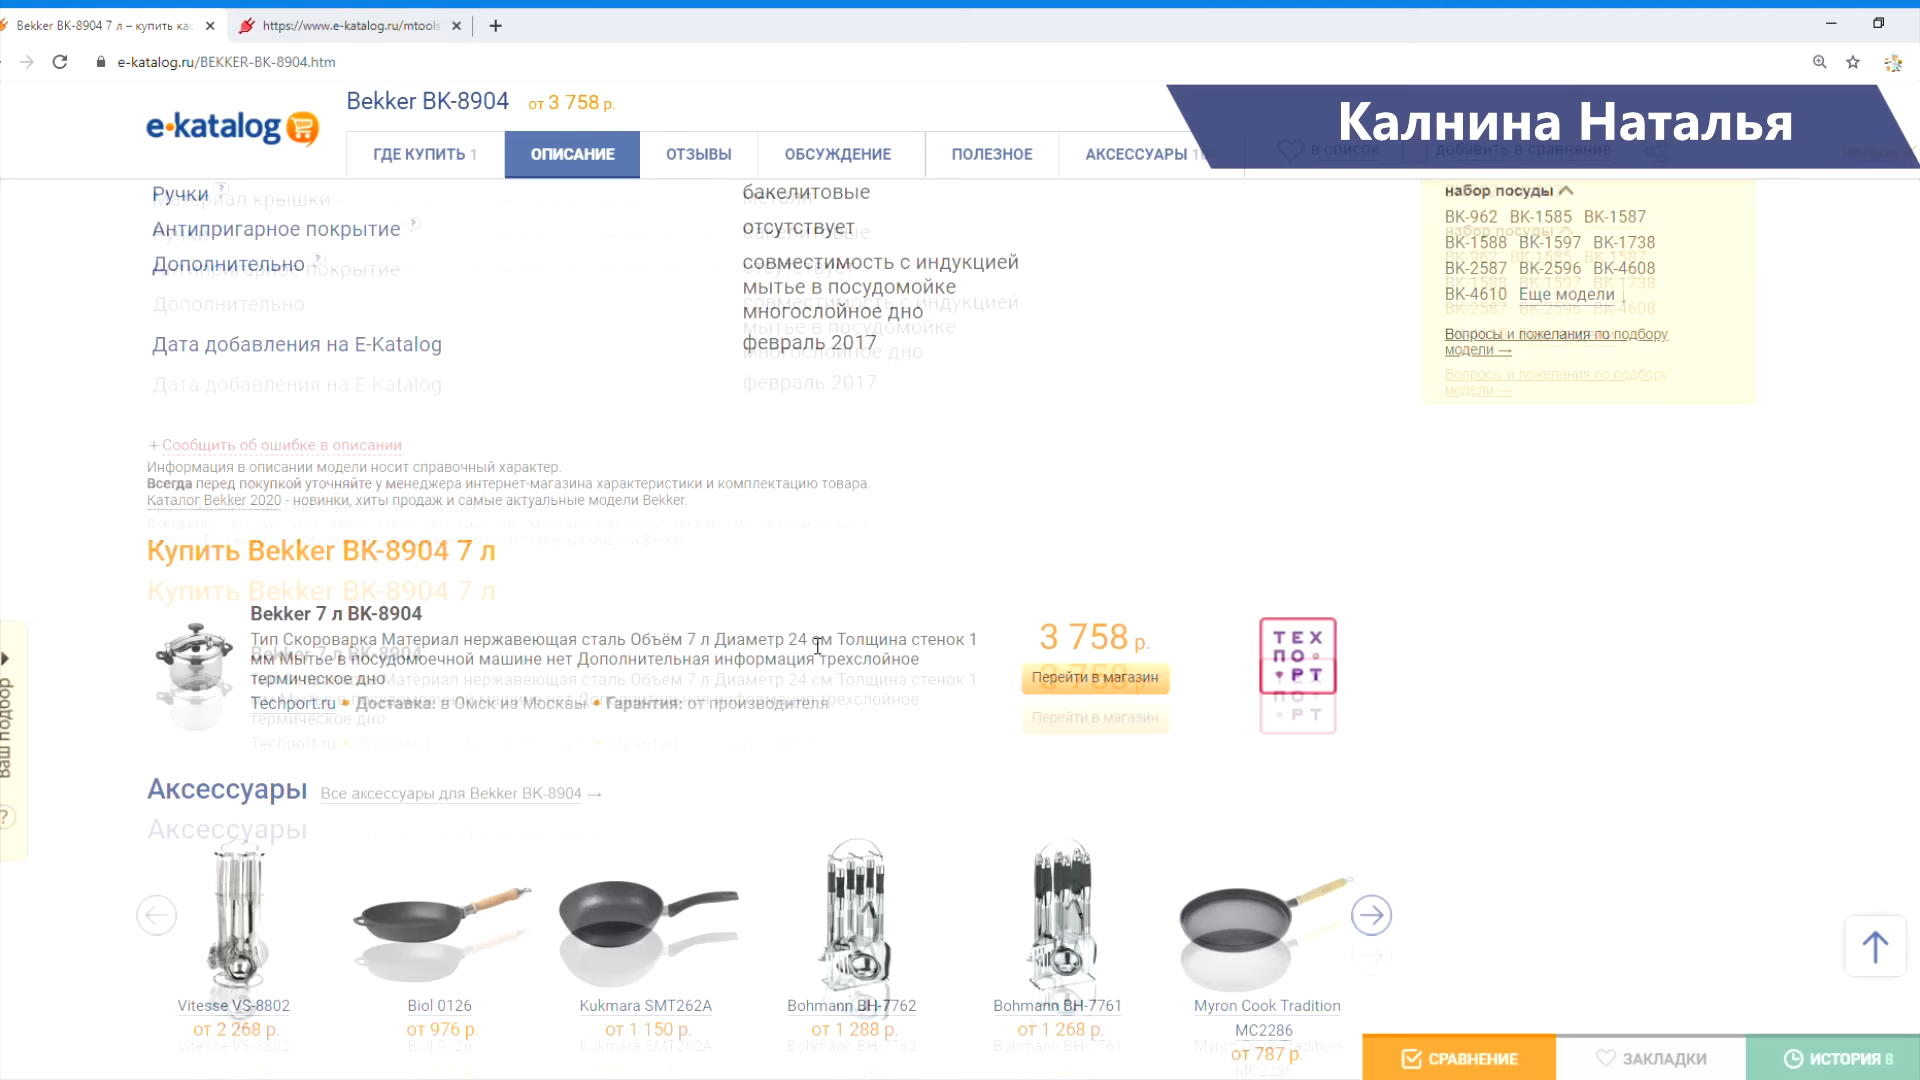 Bekker BK-8904 7 л – купить кас
https://www.e-katalog.ru/mtools
e-katalog.ru/BEKKER-BK-8904.htm
e·katalog
Bekker BK-8904 от 3 758 р.
Калнина Наталья
ГДЕ КУПИТЬ 1
ОПИСАНИЕ
ОТЗЫВЫ
ОБСУЖДЕНИЕ
ПОЛЕЗНОЕ
АКСЕССУАРЫ
в список
добавить в сравнение
Ручки ?
бакелитовые
Антипригарное покрытие ?
отсутствует
Дополнительно ?
совместимость с индукцией
мытье в посудомойке
многослойное дно
Дата добавления на E-Katalog
февраль 2017
набор посуды
BK-962 BK-1585 BK-1587
BK-1588 BK-1597 BK-1738
BK-2587 BK-2596 BK-4608
BK-4610 Еще модели ↓
Вопросы и пожелания по подбору
модели →
+ Сообщить об ошибке в описании
Информация в описании модели носит справочный характер.
Всегда перед покупкой уточняйте у менеджера интернет-магазина характеристики и комплектацию товара.
Каталог Bekker 2020 - новинки, хиты продаж и самые актуальные модели Bekker.
Купить Bekker BK-8904 7 л
Bekker 7 л BK-8904
Тип Скороварка Материал нержавеющая сталь Объём 7 л Диаметр 24 см Толщина стенок 1
мм Мытье в посудомоечной машине нет Дополнительная информация трехслойное
термическое дно
Techport.ru • Доставка: в Омск из Москвы • Гарантия: от производителя
3 758 р.
Перейти в магазин
ТЕХ
ПО
РТ
Ваш подбор
?
Аксессуары Все аксессуары для Bekker BK-8904 →
Vitesse VS-8802
от 2 268 р.
Biol 0126
от 976 р.
Kukmara SMT262A
от 1 150 р.
Bohmann BH-7762
от 1 288 р.
Bohmann BH-7761
от 1 268 р.
Myron Cook Tradition
MC2286
от 787 р.
СРАВНЕНИЕ
ЗАКЛАДКИ
ИСТОРИЯ 8